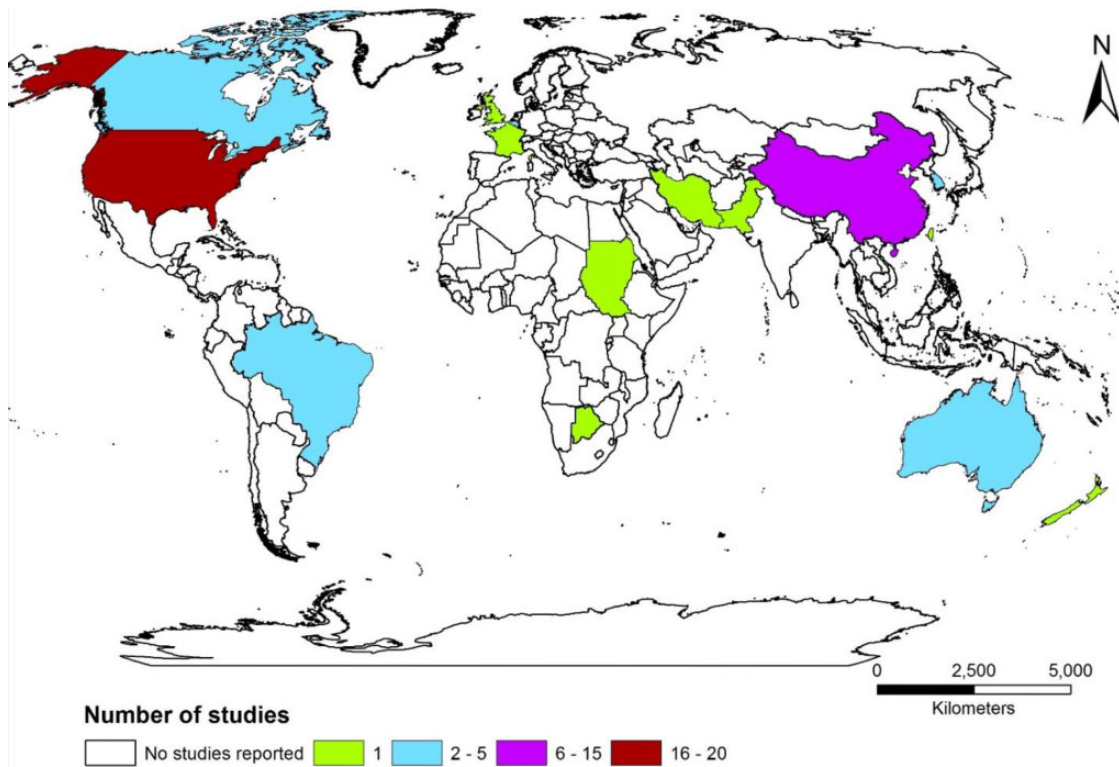 N
0 2,500 5,000
Kilometers
Number of studies
No studies reported 1 2 - 5 6 - 15 16 - 20